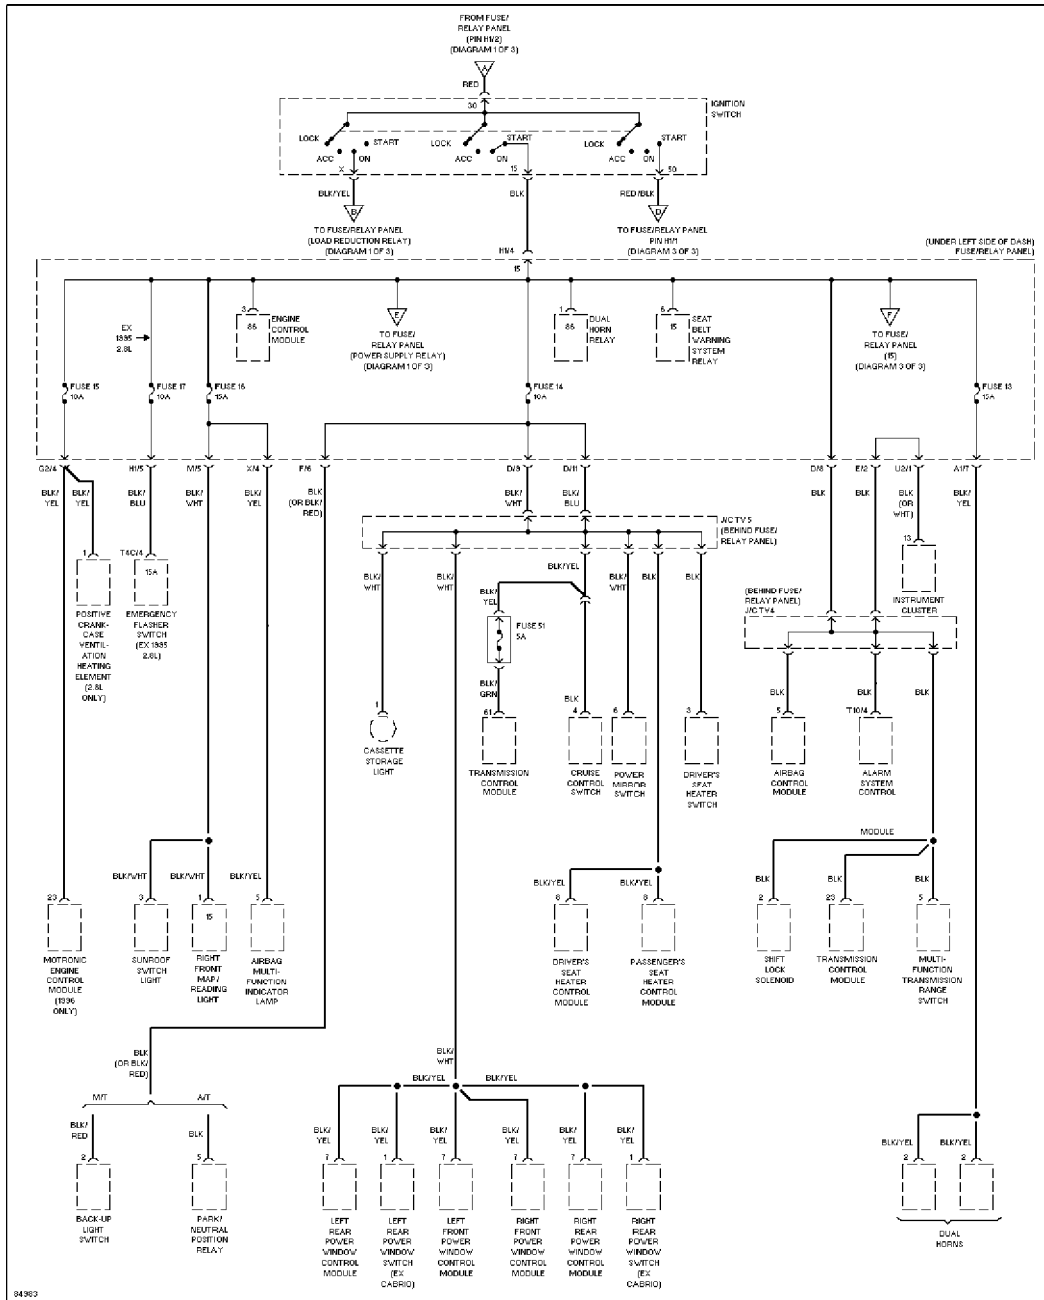 FROM FUSE/
RELAY PANEL
(PIN H1/2)
(DIAGRAM 1 OF 3)
A
RED
30
IGNITION
SWITCH
LOCK
START
ACC
ON
X
LOCK
START
ACC
ON
15
LOCK
START
ACC
ON
50
BLK/YEL
BLK
RED/BLK
B
D
TO FUSE/RELAY PANEL
(LOAD REDUCTION RELAY)
(DIAGRAM 1 OF 3)
TO FUSE/RELAY PANEL
PIN H1/1
(DIAGRAM 3 OF 3)
(UNDER LEFT SIDE OF DASH)
FUSE/RELAY PANEL)
H1/4
15
EX
1995
2.8L
3
86
ENGINE
CONTROL
MODULE
E
TO FUSE/
RELAY PANEL
(POWER SUPPLY RELAY)
(DIAGRAM 1 OF 3)
1
86
DUAL
HORN
RELAY
6
15
SEAT
BELT
WARNING
SYSTEM
RELAY
F
TO FUSE/
RELAY PANEL
(15)
(DIAGRAM 3 OF 3)
FUSE 15
10A
FUSE 17
10A
FUSE 16
15A
FUSE 14
10A
FUSE 13
15A
G2/4
H1/5
M/5
X/4
F/6
D/9
D/11
D/8
E/2
U2/1
A1/7
BLK/
YEL
BLK/
YEL
BLK/
BLU
BLK/
WHT
BLK/
YEL
BLK
(OR BLK/
RED)
BLK/
WHT
BLK/
BLU
BLK
BLK
BLK
(OR
WHT)
BLK/
YEL
J/C TV5
(BEHIND FUSE/
RELAY PANEL)
1
T4C/4
15A
13
INSTRUMENT
CLUSTER
POSITIVE
CRANK-
CASE
VENTIL-
ATION
HEATING
ELEMENT
(2.8L
ONLY)
EMERGENCY
FLASHER
SWITCH
(EX 1995
2.8L)
BLK/
WHT
BLK/
WHT
BLK/YEL
BLK/
YEL
BLK/
WHT
BLK
BLK
FUSE 51
5A
BLK/
GRN
BLK
(BEHIND FUSE/
RELAY PANEL)
J/C TV4
BLK
BLK
BLK
1
CASSETTE
STORAGE
LIGHT
61
TRANSMISSION
CONTROL
MODULE
4
CRUISE
CONTROL
SWITCH
6
POWER
MIRROR
SWITCH
3
DRIVER'S
SEAT
HEATER
SWITCH
5
AIRBAG
CONTROL
MODULE
T10/4
ALARM
SYSTEM
CONTROL
MODULE
BLK/WHT
BLK/WHT
BLK/YEL
BLK/YEL
BLK/YEL
BLK
BLK
BLK
23
MOTRONIC
ENGINE
CONTROL
MODULE
(1996
ONLY)
3
SUNROOF
SWITCH
LIGHT
1
15
RIGHT
FRONT
MAP/
READING
LIGHT
5
AIRBAG
MULTI-
FUNCTION
INDICATOR
LAMP
8
DRIVER'S
SEAT
HEATER
CONTROL
MODULE
8
PASSENGER'S
SEAT
HEATER
CONTROL
MODULE
2
SHIFT
LOCK
SOLENOID
23
TRANSMISSION
CONTROL
MODULE
5
MULTI-
FUNCTION
TRANSMISSION
RANGE
SWITCH
BLK
(OR BLK/
RED)
BLK/
WHT
M/T
A/T
BLK/YEL
BLK/YEL
BLK/
RED
BLK
BLK/
YEL
BLK/
YEL
BLK/
YEL
BLK/
YEL
BLK/
YEL
BLK/
YEL
BLK/YEL
BLK/YEL
2
BACK-UP
LIGHT
SWITCH
5
PARK/
NEUTRAL
POSITION
RELAY
7
LEFT
REAR
POWER
WINDOW
CONTROL
MODULE
1
LEFT
REAR
POWER
WINDOW
SWITCH
(EX
CABRIO)
7
LEFT
FRONT
POWER
WINDOW
CONTROL
MODULE
7
RIGHT
FRONT
POWER
WINDOW
CONTROL
MODULE
7
RIGHT
REAR
POWER
WINDOW
CONTROL
MODULE
1
RIGHT
REAR
POWER
WINDOW
SWITCH
(EX
CABRIO)
2
2
DUAL
HORNS
84983